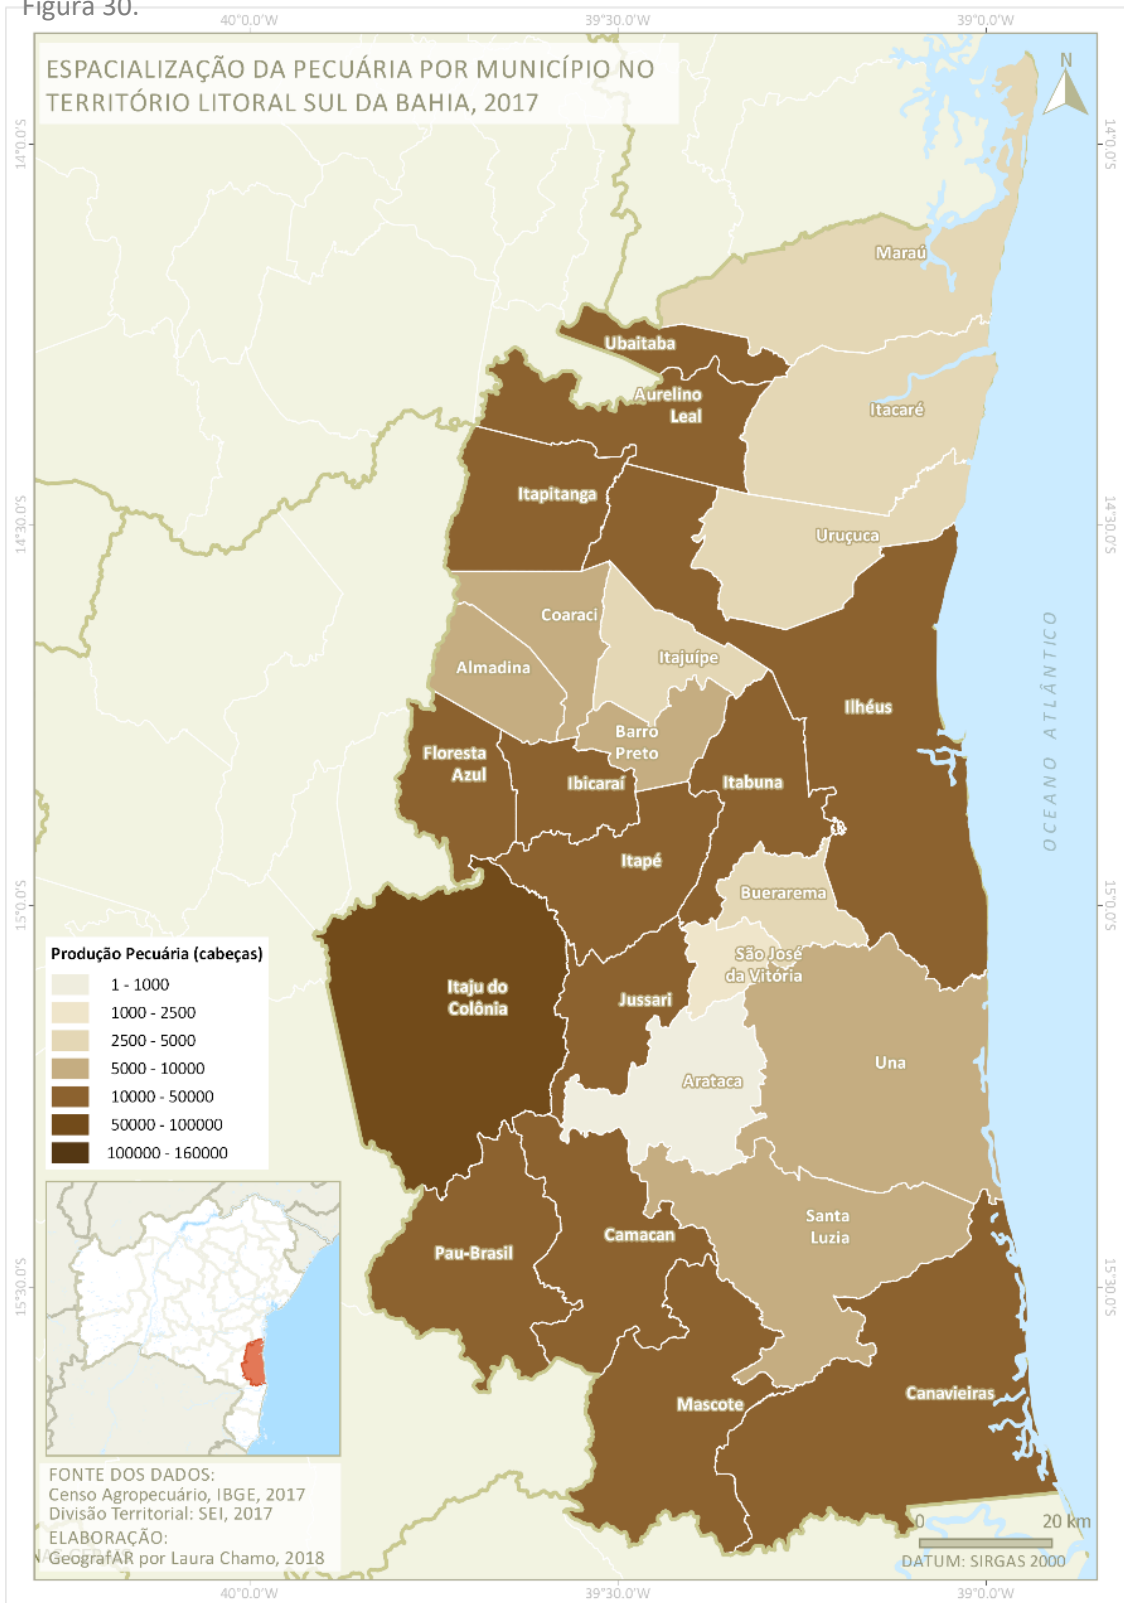 Figura 30.
40°0.0'W
39°30.0'W
39°0.0'W
ESPACIALIZAÇÃO DA PECUÁRIA POR MUNICÍPIO NO
TERRITÓRIO LITORAL SUL DA BAHIA, 2017
N
14°0.0'S
14°0.0'S
Maraú
Ubaitaba
Aurelino
Leal
Itacaré
Itapitanga
14°30.0'S
14°30.0'S
Uruçuca
Coaraci
Almadina
Itajuípe
Ilhéus
OCEANO ATLÂNTICO
Barro
Preto
Floresta
Azul
Ibicaraí
Itabuna
Itapé
Buerarema
15°0.0'S
15°0.0'S
São José
da Vitória
Produção Pecuária (cabeças)
1 - 1000
1000 - 2500
2500 - 5000
5000 - 10000
10000 - 50000
50000 - 100000
100000 - 160000
Itaju do
Colônia
Jussari
Una
Arataca
Santa
Luzia
Camacan
Pau-Brasil
15°30.0'S
15°30.0'S
Canavieiras
Mascote
FONTE DOS DADOS:
Censo Agropecuário, IBGE, 2017
Divisão Territorial: SEI, 2017
ELABORAÇÃO:
GeografAR por Laura Chamo, 2018
0 20 km
DATUM: SIRGAS 2000
40°0.0'W
39°30.0'W
39°0.0'W